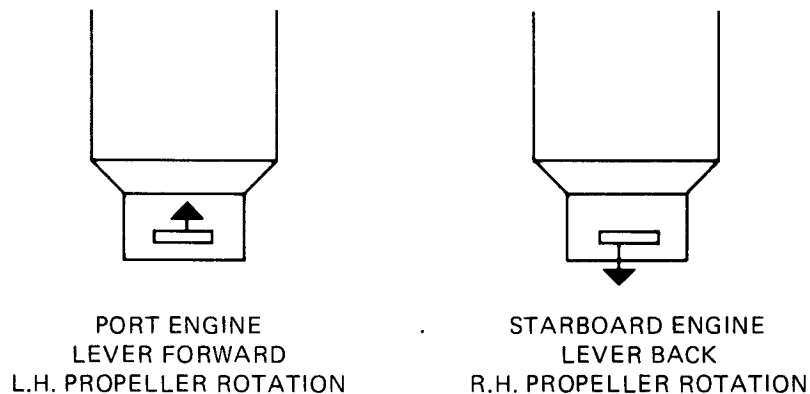 PORT ENGINE
LEVER FORWARD
L.H. PROPELLER ROTATION
STARBOARD ENGINE
LEVER BACK
R.H. PROPELLER ROTATION